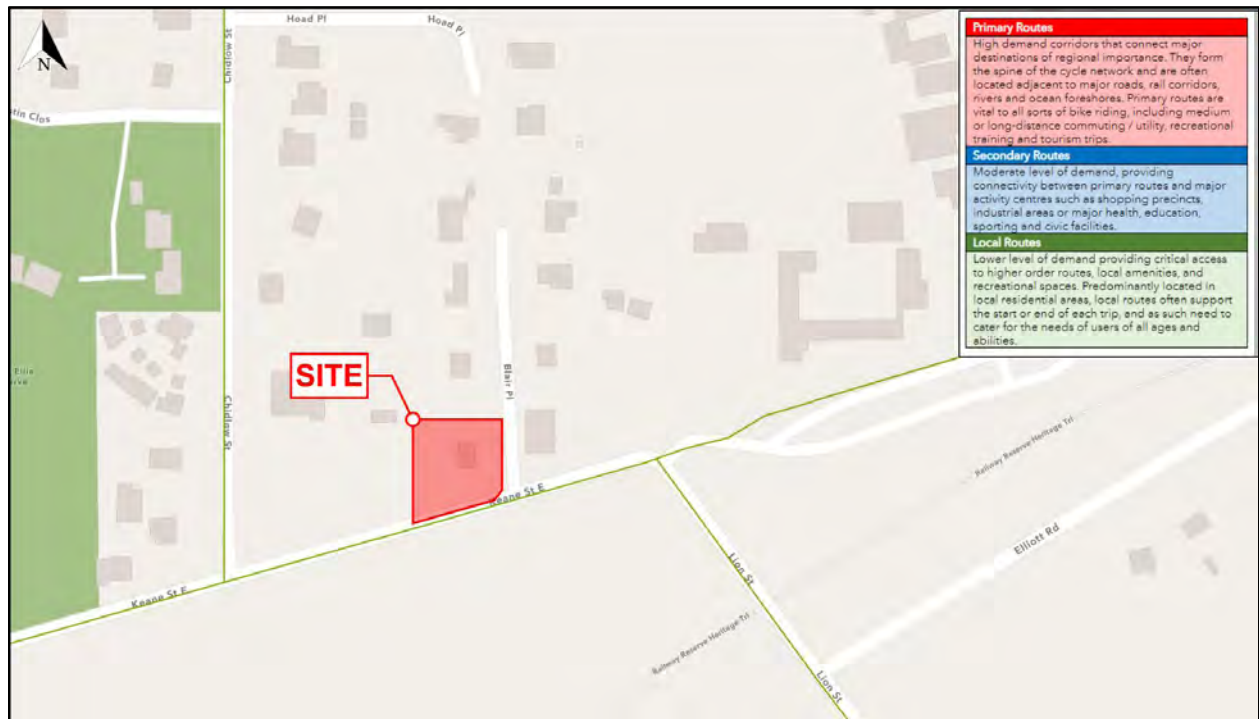 Hoad Pl
Hoad Pl
Chidlow St
N
tin Clos
Primary Routes
High demand corridors that connect major
destinations of regional importance. They form
the spine of the cycle network and are often
located adjacent to major roads, rail corridors,
rivers and ocean foreshores. Primary routes are
vital to all sorts of bike riding, including medium
or long-distance commuting / utility, recreational
training and tourism trips.
Secondary Routes
Moderate level of demand, providing
connectivity between primary routes and major
activity centres such as shopping precincts,
industrial areas or major health, education,
sporting and civic facilities.
Local Routes
Lower level of demand providing critical access
to higher order routes, local amenities, and
recreational spaces. Predominantly located in
local residential areas, local routes often support
the start or end of each trip, and as such need to
cater for the needs of users of all ages and
abilities.
SITE
Blair Pl
Ellis
erve
Chidlow St
Railway Reserve Heritage Trl
Keane St E
Elliott Rd
Lion St
Keane St E
Railway Reserve Heritage Trl
Lion St